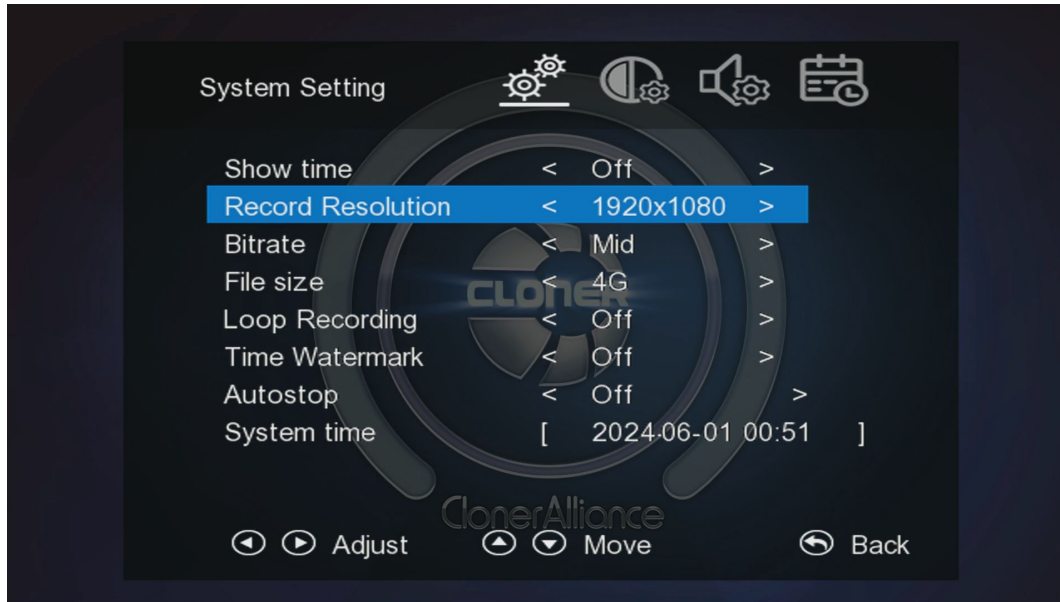 System Setting
Show time < Off >
Record Resolution < 1920x1080 >
Bitrate < Mid >
File size < 4G >
Loop Recording < Off >
Time Watermark < Off >
Autostop < Off >
System time [ 2024-06-01 00:51 ]
CLONER
ClonerAlliance
Adjust Move Back